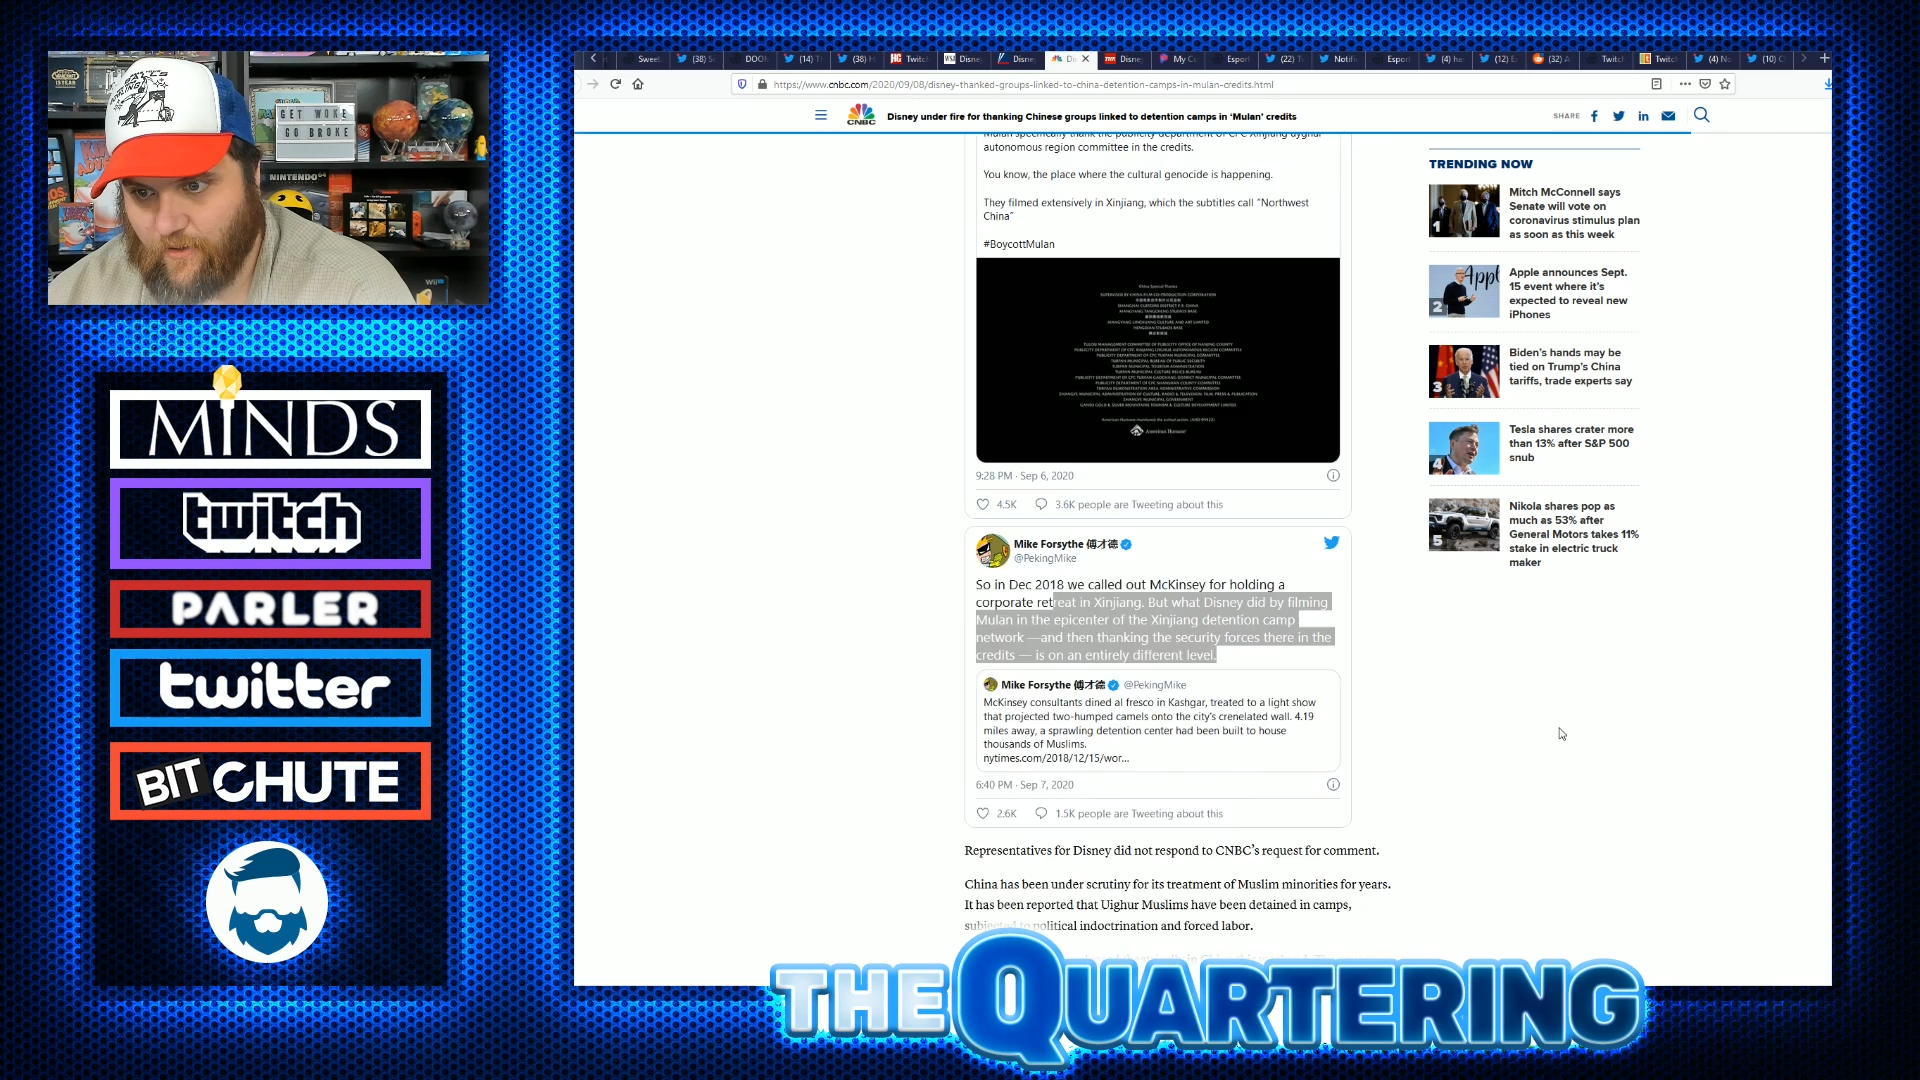 GET WOKE
GO BROKE
NINTENDO
MINDS
twitch
PARLER
twitter
BITCHUTE
https://www.cnbc.com/2020/09/08/disney-thanked-groups-linked-to-china-detention-camps-in-mulan-credits.html
CNBC
Disney under fire for thanking Chinese groups linked to detention camps in ‘Mulan’ credits
SHARE
autonomous region committee in the credits.
You know, the place where the cultural genocide is happening.
They filmed extensively in Xinjiang, which the subtitles call “Northwest
China”
#BoycottMulan
China Special Thanks
American Humane
9:28 PM · Sep 6, 2020
4.5K
3.6K people are Tweeting about this
Mike Forsythe 傅才德
@PekingMike
So in Dec 2018 we called out McKinsey for holding a
corporate retreat in Xinjiang. But what Disney did by filming
Mulan in the epicenter of the Xinjiang detention camp
network —and then thanking the security forces there in the
credits — is on an entirely different level.
Mike Forsythe 傅才德 @PekingMike
McKinsey consultants dined al fresco in Kashgar, treated to a light show
that projected two-humped camels onto the city’s crenelated wall. 4.19
miles away, a sprawling detention center had been built to house
thousands of Muslims.
nytimes.com/2018/12/15/wor...
6:40 PM · Sep 7, 2020
2.6K
1.5K people are Tweeting about this
Representatives for Disney did not respond to CNBC’s request for comment.
China has been under scrutiny for its treatment of Muslim minorities for years.
It has been reported that Uighur Muslims have been detained in camps,
subjected to political indoctrination and forced labor.
TRENDING NOW
1
Mitch McConnell says
Senate will vote on
coronavirus stimulus plan
as soon as this week
2
Apple announces Sept.
15 event where it’s
expected to reveal new
iPhones
3
Biden’s hands may be
tied on Trump’s China
tariffs, trade experts say
4
Tesla shares crater more
than 13% after S&P 500
snub
5
Nikola shares pop as
much as 53% after
General Motors takes 11%
stake in electric truck
maker
THE QUARTERING